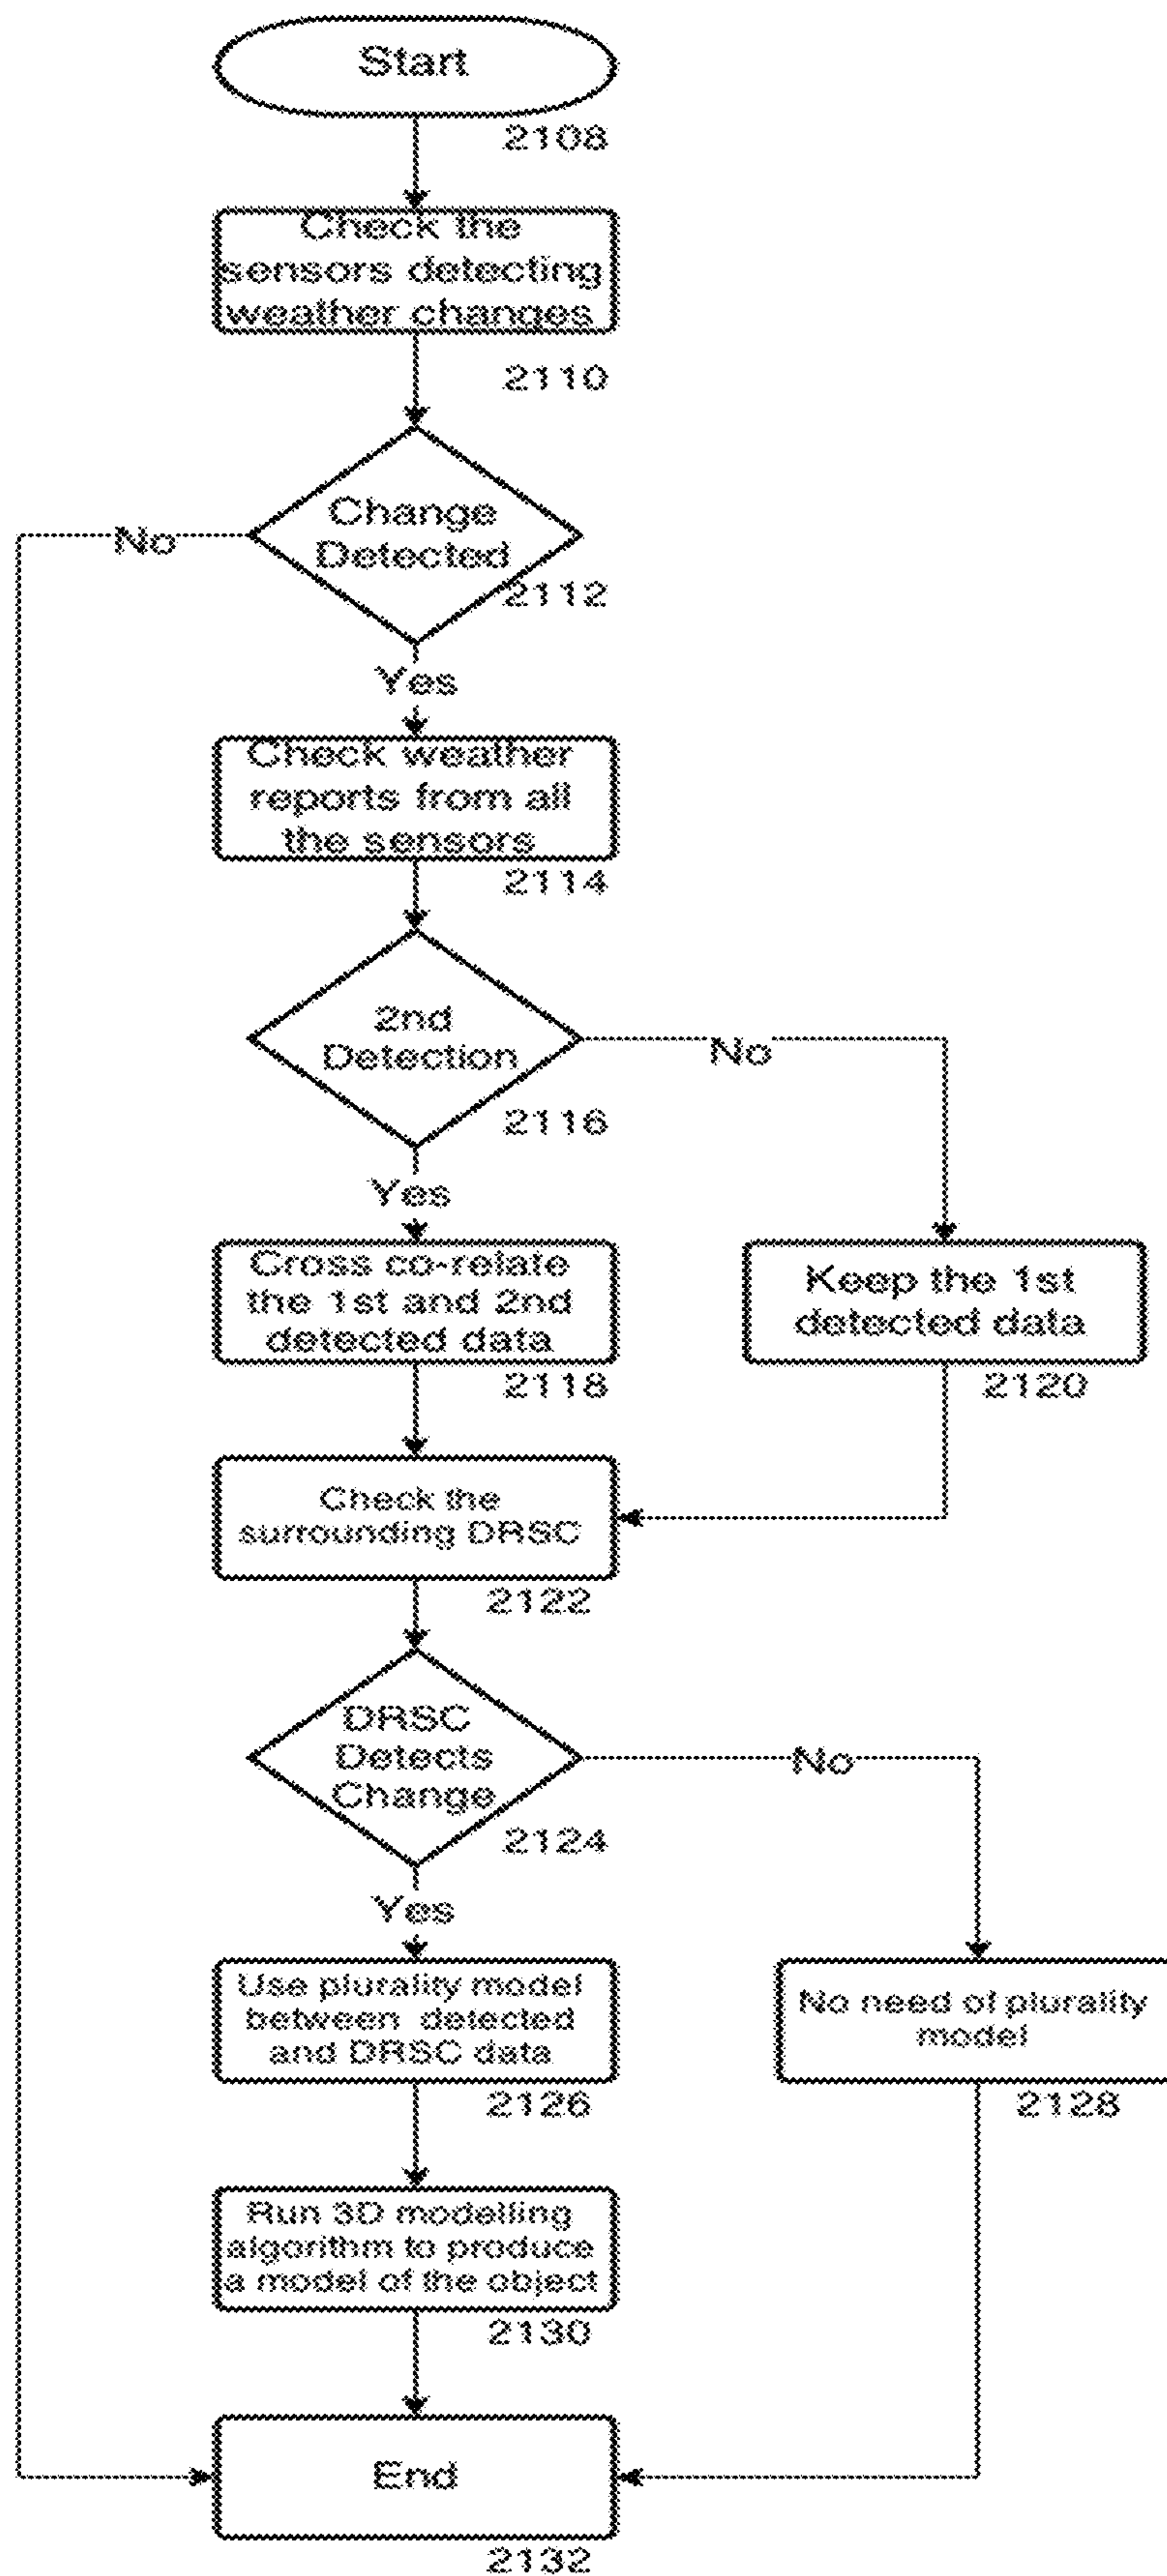 Start
2108
Check the
sensors detecting
weather changes
2110
Change
Detected
2112
No
Yes
Check weather
reports from all
the sensors
2114
2nd
Detection
2116
No
Yes
Cross co-relate
the 1st and 2nd
detected data
2118
Keep the 1st
detected data
2120
Check the
surrounding DRSC
2122
DRSC
Detects
Change
2124
No
Yes
Use plurality model
between detected
and DRSC data
2126
No need of plurality
model
2128
Run 3D modelling
algorithm to produce
a model of the object
2130
End
2132